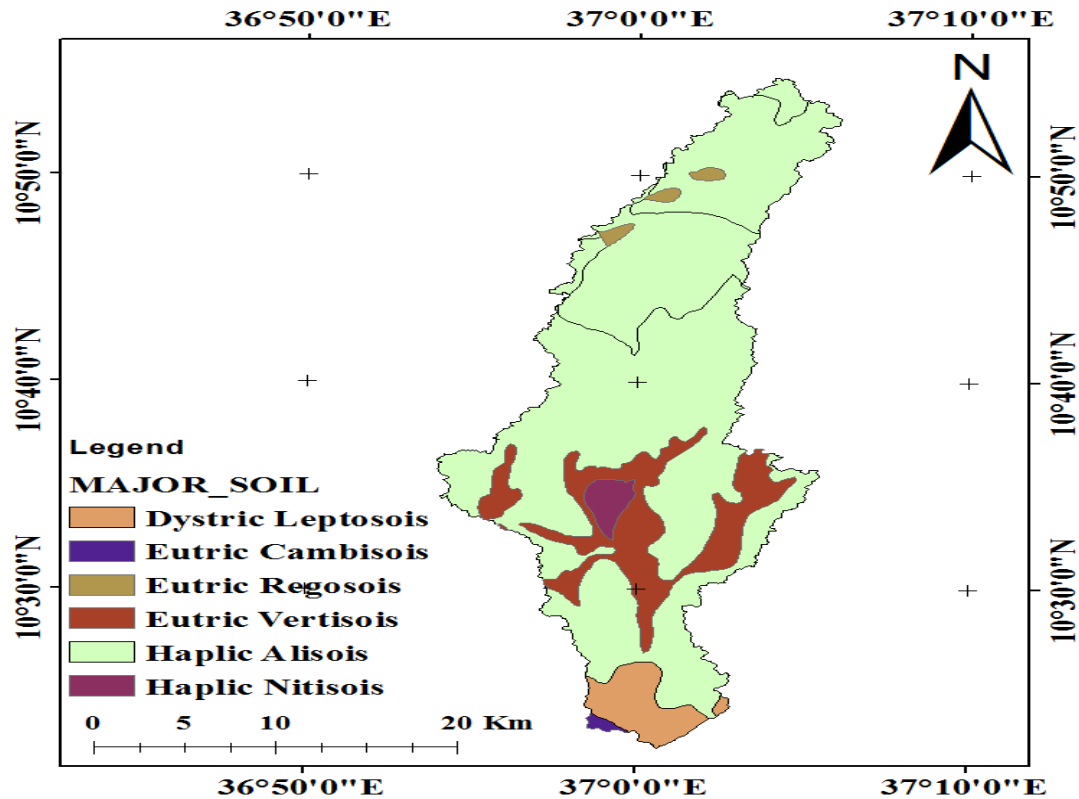 36°50'0"E 37°0'0"E 37°10'0"E
N
10°50'0"N 10°50'0"N
10°40'0"N 10°40'0"N
Legend
MAJOR_SOIL
Dystric Leptosois
Eutric Cambisois
Eutric Regosois
Eutric Vertisois
Haplic Alisois
Haplic Nitisois
10°30'0"N 10°30'0"N
0 5 10 20 Km
36°50'0"E 37°0'0"E 37°10'0"E